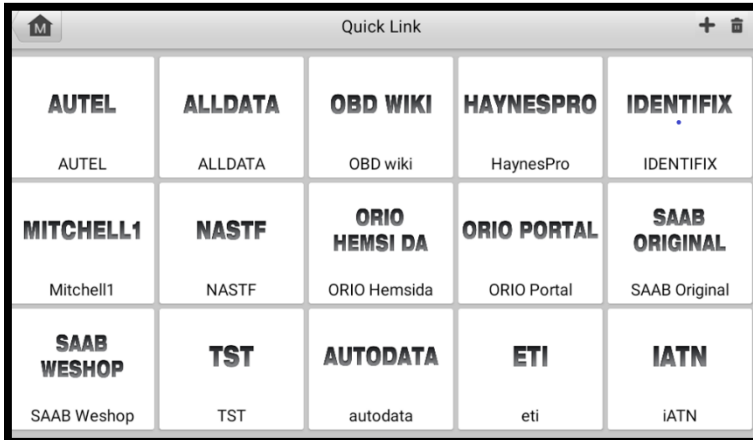 M
Quick Link
AUTEL
AUTEL
ALLDATA
ALLDATA
OBD WIKI
OBD wiki
HAYNESPRO
HaynesPro
IDENTIFIX
IDENTIFIX
MITCHELL1
Mitchell1
NASTF
NASTF
ORIO
HEMSI DA
ORIO Hemsida
ORIO PORTAL
ORIO Portal
SAAB
ORIGINAL
SAAB Original
SAAB
WESHOP
SAAB Weshop
TST
TST
AUTODATA
autodata
ETI
eti
IATN
iATN